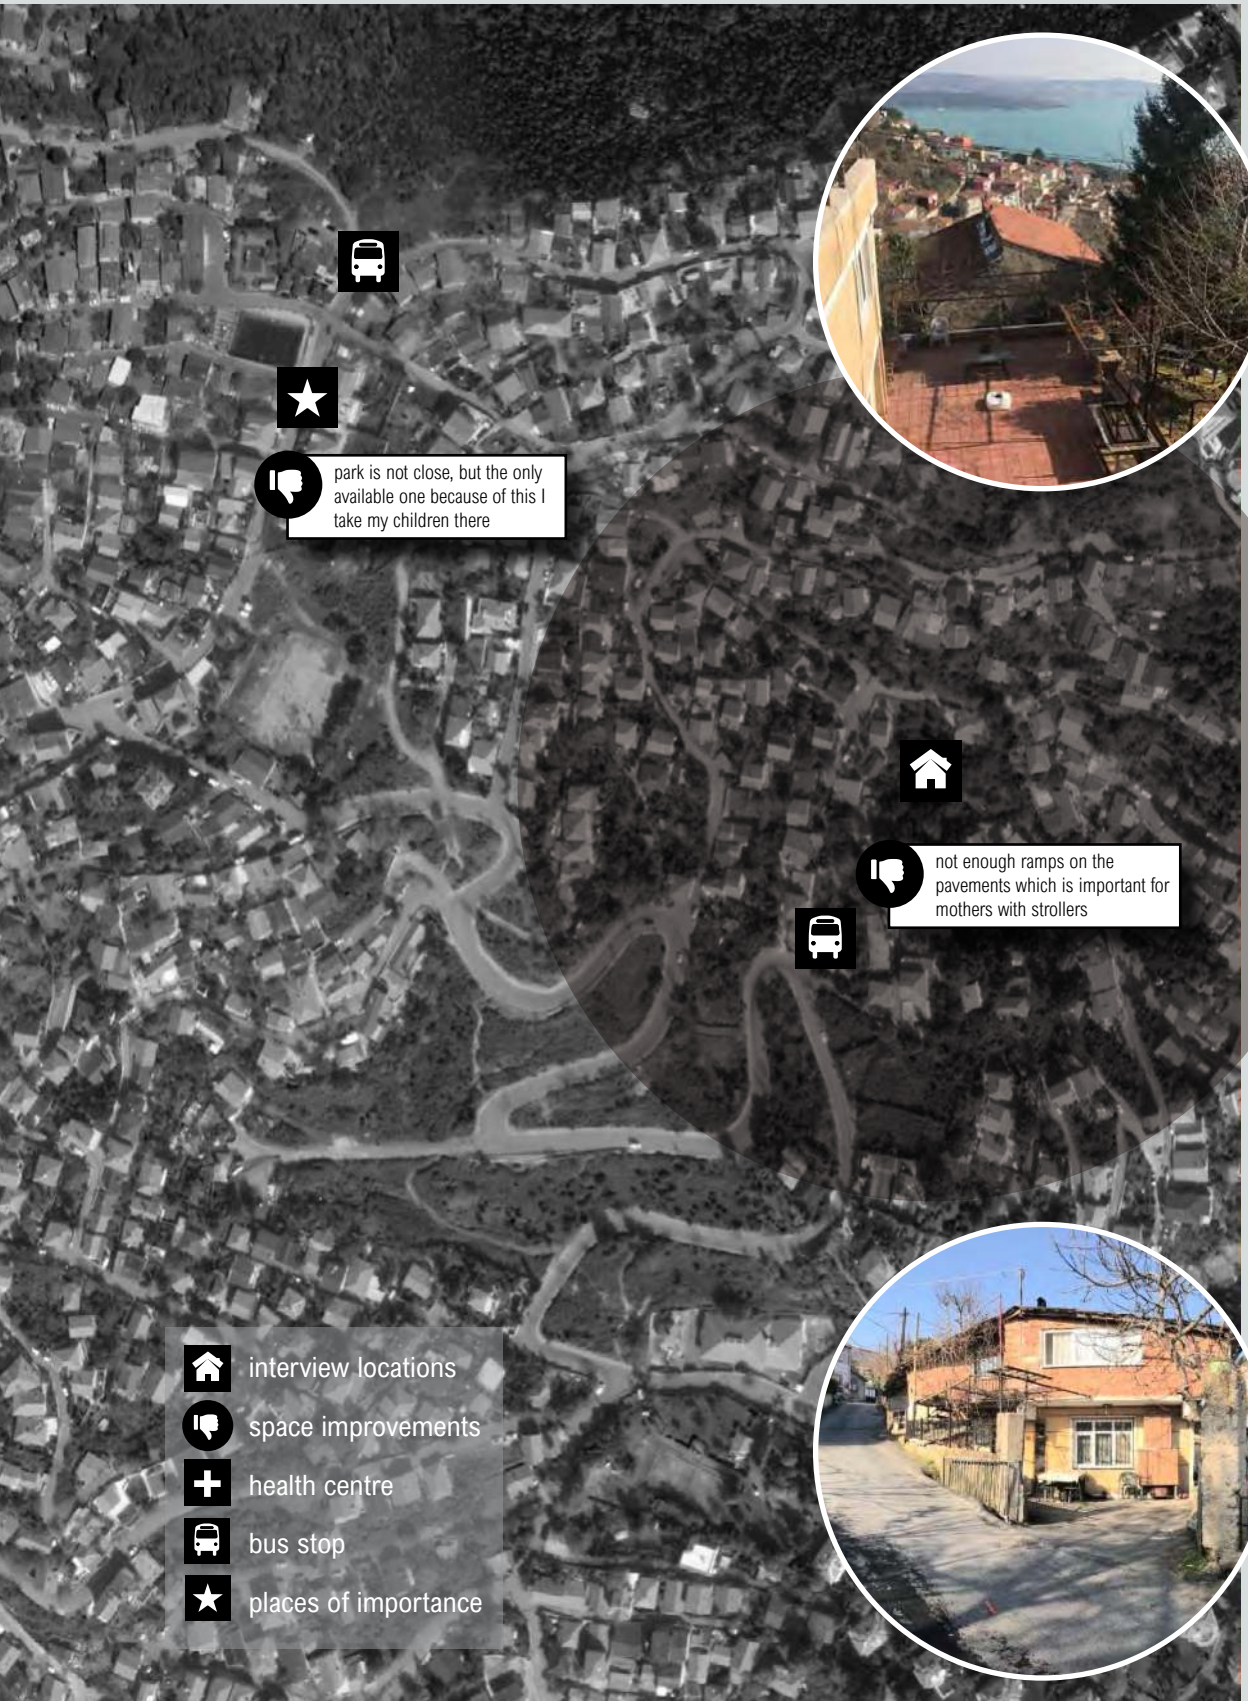 park is not close, but the only
available one because of this I
take my children there
not enough ramps on the
pavements which is important for
mothers with strollers
interview locations
space improvements
health centre
bus stop
places of importance